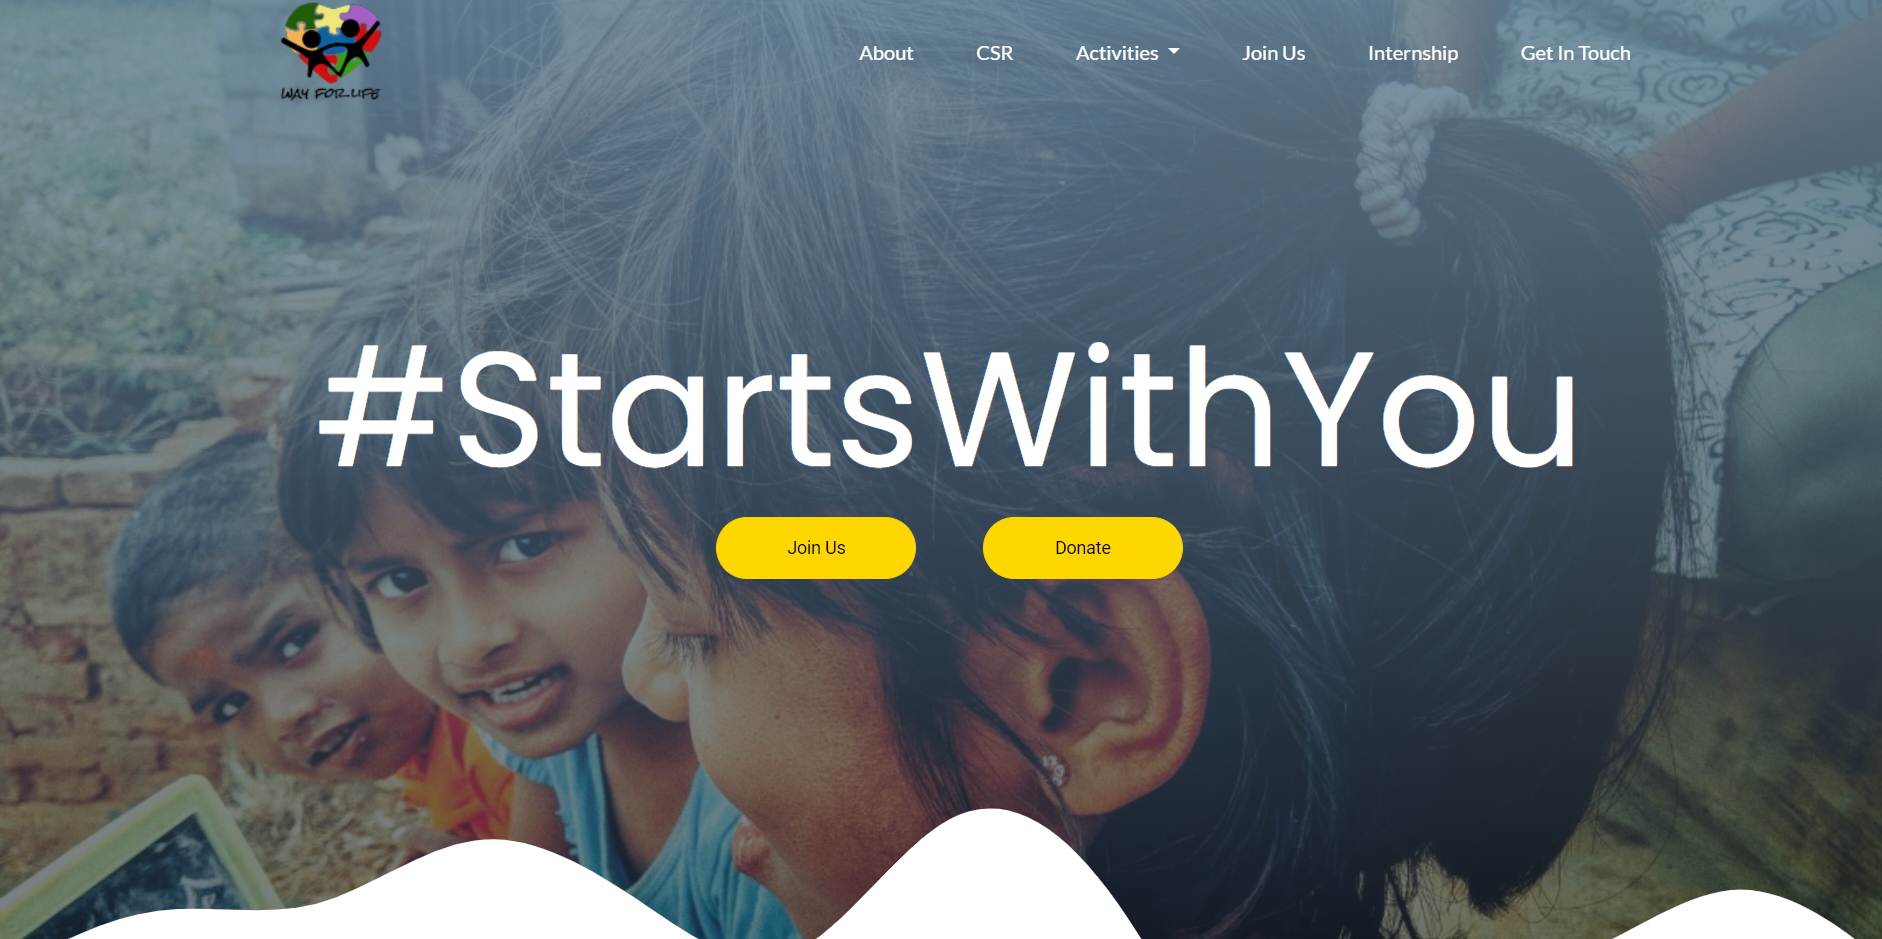 WAY FOR LIFE
About
CSR
Activities
Join Us
Internship
Get In Touch
#StartsWithYou
Join Us
Donate